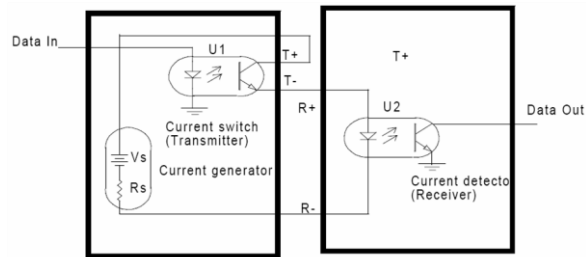 Data In
U1
T+
T-
T+
R+
U2
Data Out
Current switch
(Transmitter)
Vs
Current generator
Rs
Current detecto
(Receiver)
R-